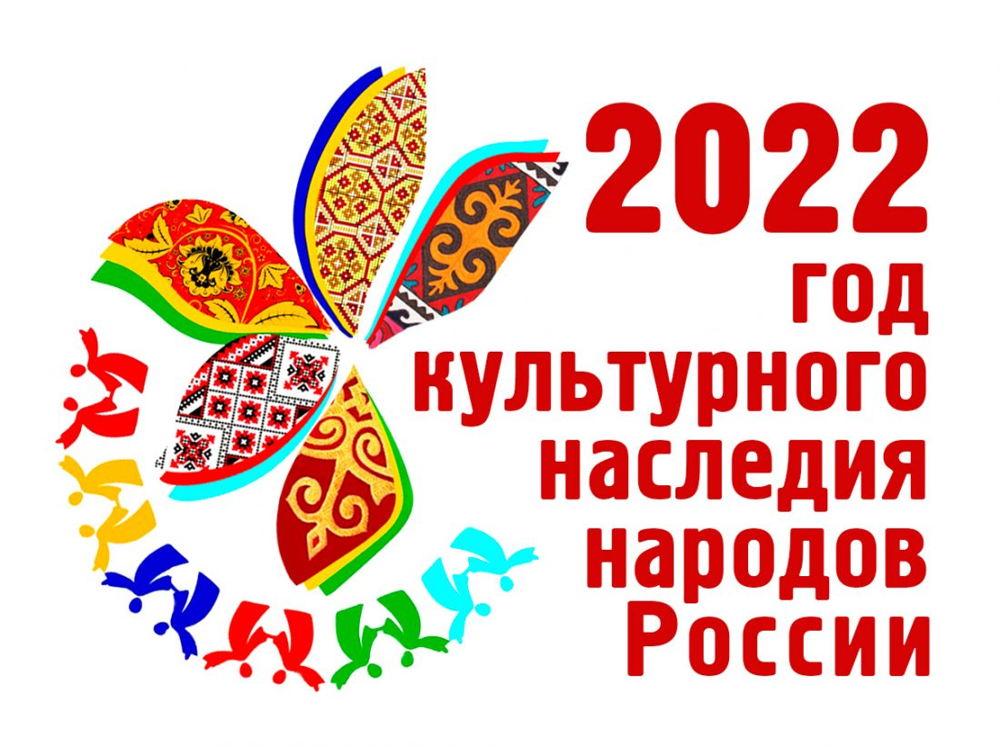 2022
год
культурного
наследия
народов
России